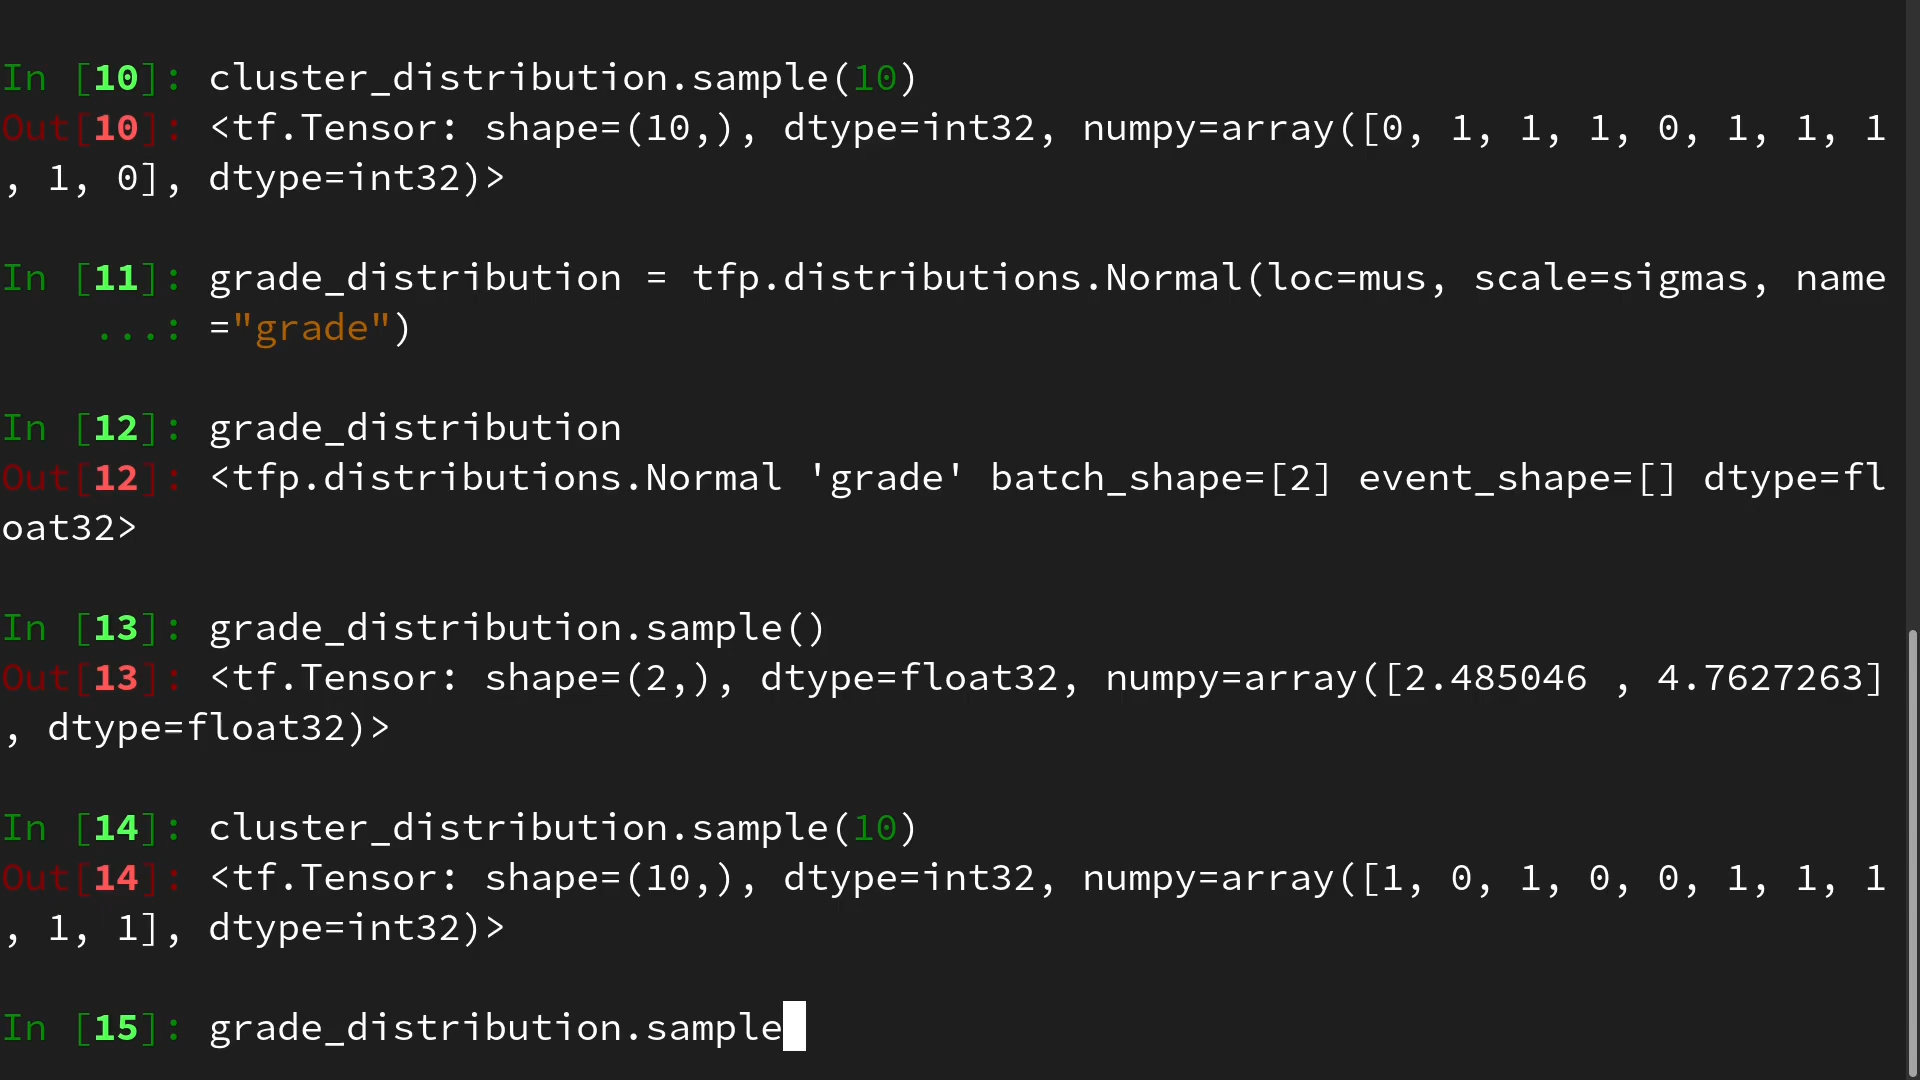 In [10]: cluster_distribution.sample(10)
Out[10]: <tf.Tensor: shape=(10,), dtype=int32, numpy=array([0, 1, 1, 1, 0, 1, 1, 1
, 1, 0], dtype=int32)>
In [11]: grade_distribution = tfp.distributions.Normal(loc=mus, scale=sigmas, name
...: ="grade")
In [12]: grade_distribution
Out[12]: <tfp.distributions.Normal 'grade' batch_shape=[2] event_shape=[] dtype=fl
oat32>
In [13]: grade_distribution.sample()
Out[13]: <tf.Tensor: shape=(2,), dtype=float32, numpy=array([2.485046 , 4.7627263]
, dtype=float32)>
In [14]: cluster_distribution.sample(10)
Out[14]: <tf.Tensor: shape=(10,), dtype=int32, numpy=array([1, 0, 1, 0, 0, 1, 1, 1
, 1, 1], dtype=int32)>
In [15]: grade_distribution.sample